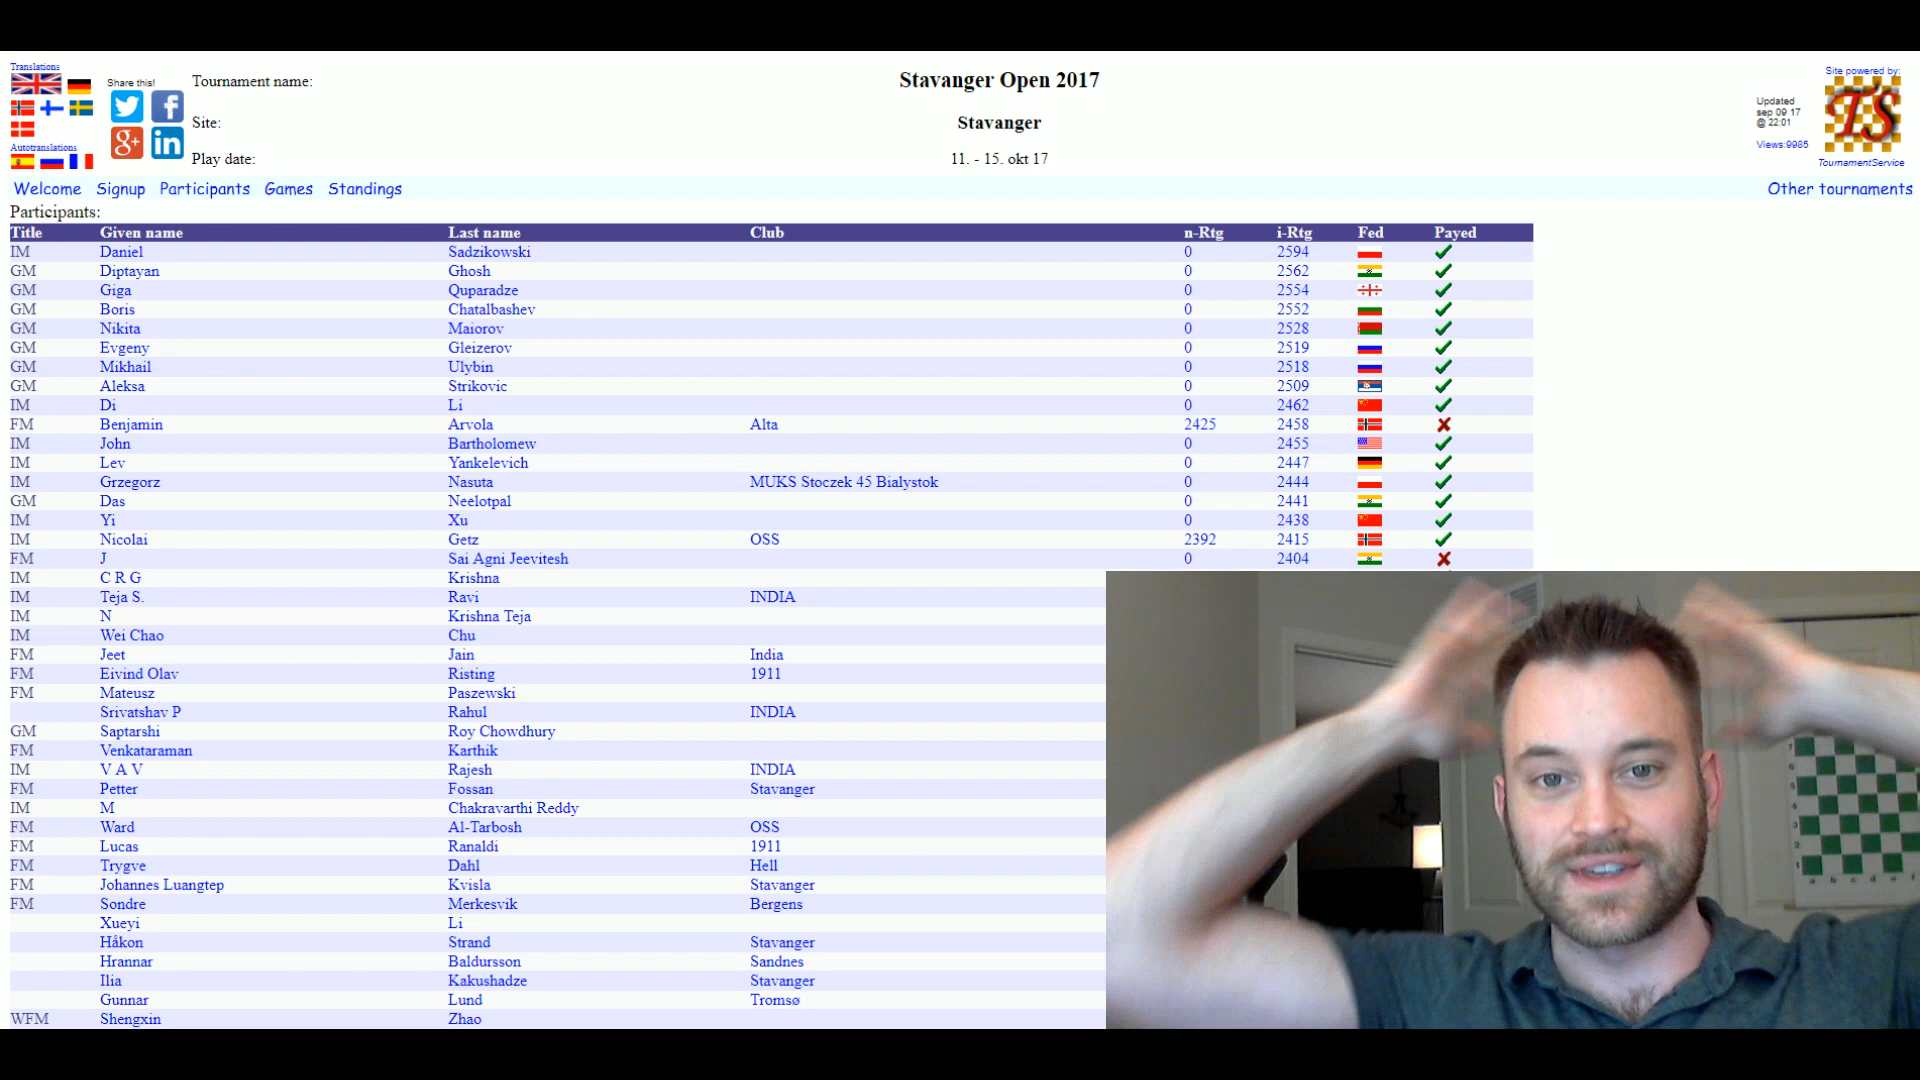 Translations
Share this!
Tournament name:
Stavanger Open 2017
Site powered by:
Updated
sep 09 17
@ 22:01
TS
Site:
Stavanger
Autotranslations
Views:9985
Play date:
11. - 15. okt 17
TournamentService
Welcome Signup Participants Games Standings Other tournaments
Participants:
Title Given name Last name Club n-Rtg i-Rtg Fed Payed
IM Daniel Sadzikowski 0 2594
GM Diptayan Ghosh 0 2562
GM Giga Quparadze 0 2554
GM Boris Chatalbashev 0 2552
GM Nikita Maiorov 0 2528
GM Evgeny Gleizerov 0 2519
GM Mikhail Ulybin 0 2518
GM Aleksa Strikovic 0 2509
IM Di Li 0 2462
FM Benjamin Arvola Alta 2425 2458
IM John Bartholomew 0 2455
IM Lev Yankelevich 0 2447
IM Grzegorz Nasuta MUKS Stoczek 45 Bialystok 0 2444
GM Das Neelotpal 0 2441
IM Yi Xu 0 2438
IM Nicolai Getz OSS 2392 2415
FM J Sai Agni Jeevitesh 0 2404
IM C R G Krishna
IM Teja S. Ravi INDIA
IM N Krishna Teja
IM Wei Chao Chu
FM Jeet Jain India
FM Eivind Olav Risting 1911
FM Mateusz Paszewski
Srivatshav P Rahul INDIA
GM Saptarshi Roy Chowdhury
FM Venkataraman Karthik
IM V A V Rajesh INDIA
FM Petter Fossan Stavanger
IM M Chakravarthi Reddy
FM Ward Al-Tarbosh OSS
FM Lucas Ranaldi 1911
FM Trygve Dahl Hell
FM Johannes Luangtep Kvisla Stavanger
FM Sondre Merkesvik Bergens
Xueyi Li
Håkon Strand Stavanger
Hrannar Baldursson Sandnes
Ilia Kakushadze Stavanger
Gunnar Lund Tromsø
WFM Shengxin Zhao